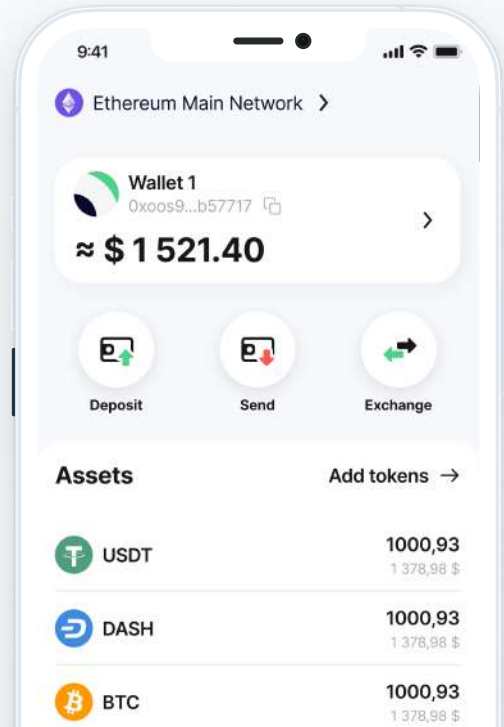 9:41
Ethereum Main Network
Wallet 1
0xoos9...b57717
≈ $ 1 521.40
Deposit
Send
Exchange
Assets
Add tokens →
USDT
1000,93
1 378,98 $
DASH
1000,93
1 378,98 $
BTC
1000,93
1 378,98 $